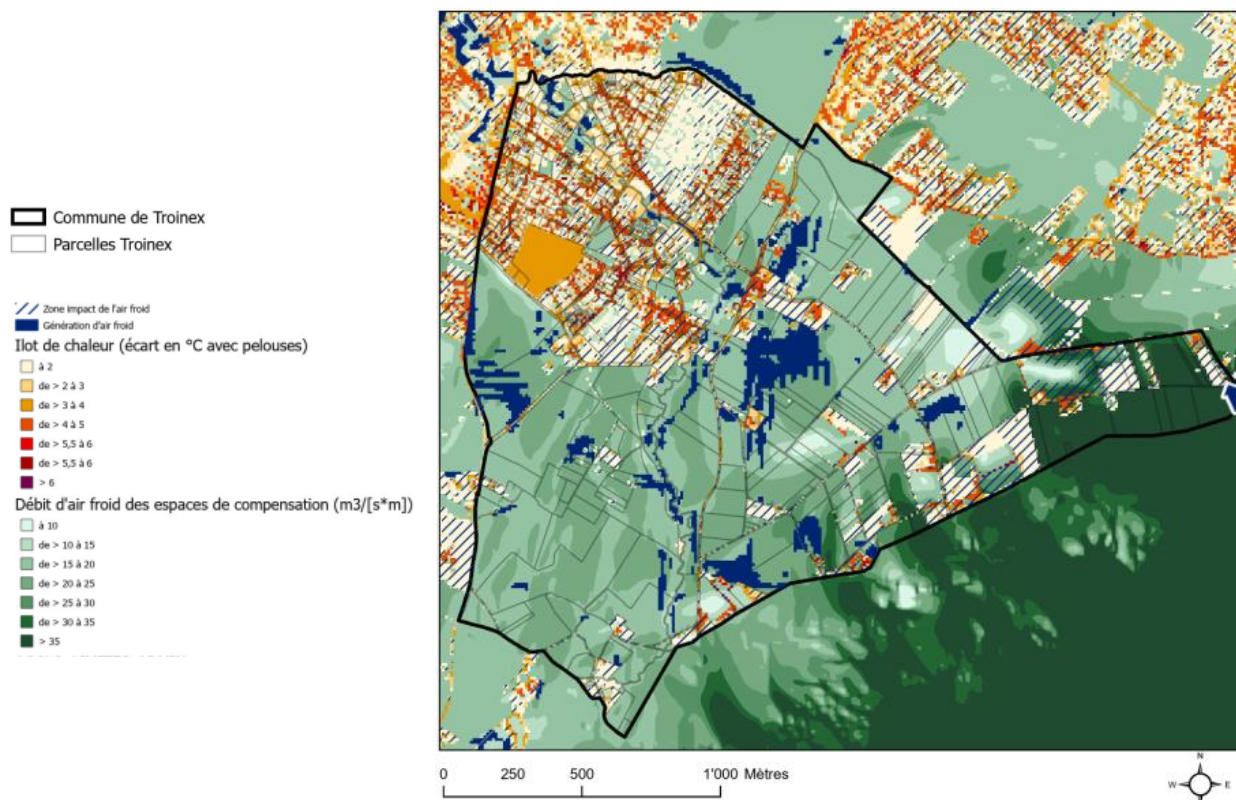 Commune de Troinex
Parcelles Troinex
Zone impact de l'air froid
Génération d'air froid
Ilot de chaleur (écart en °C avec pelouses)
à 2
de > 2 à 3
de > 3 à 4
de > 4 à 5
de > 5,5 à 6
de > 5,5 à 6
> 6
Débit d'air froid des espaces de compensation (m3/[s*m])
à 10
de > 10 à 15
de > 15 à 20
de > 20 à 25
de > 25 à 30
de > 30 à 35
> 35
0 250 500 1'000 Mètres
N
W E
S